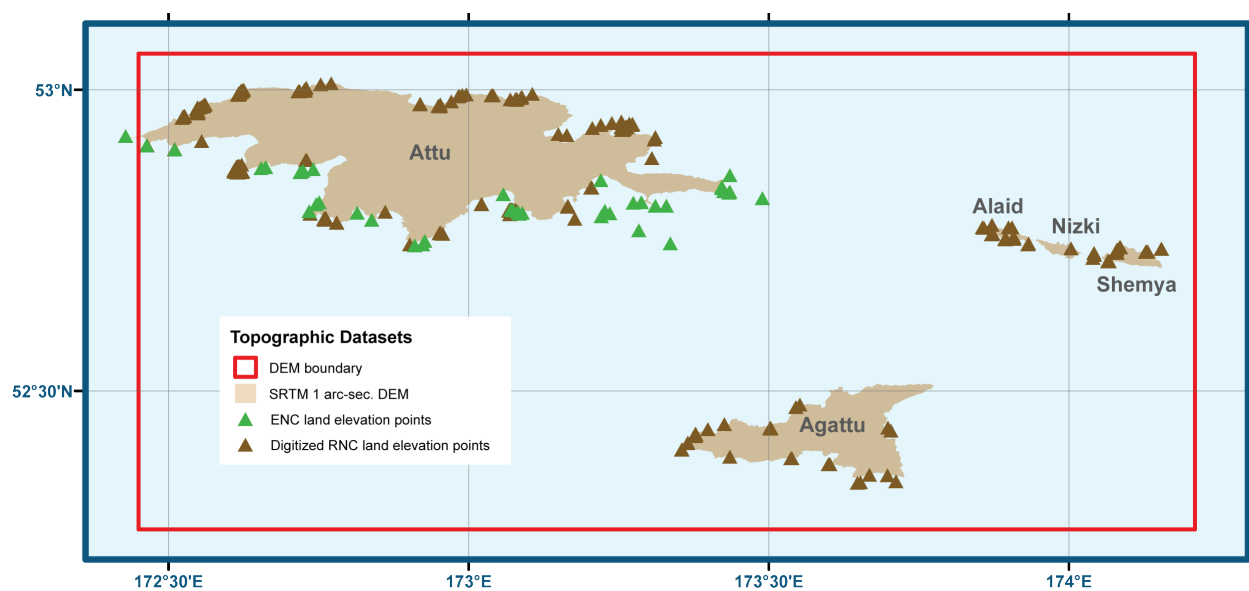 53°N
Attu
Alaid
Nizki
Shemya
Topographic Datasets
DEM boundary
SRTM 1 arc-sec. DEM
ENC land elevation points
Digitized RNC land elevation points
52°30'N
Agattu
172°30'E
173°E
173°30'E
174°E